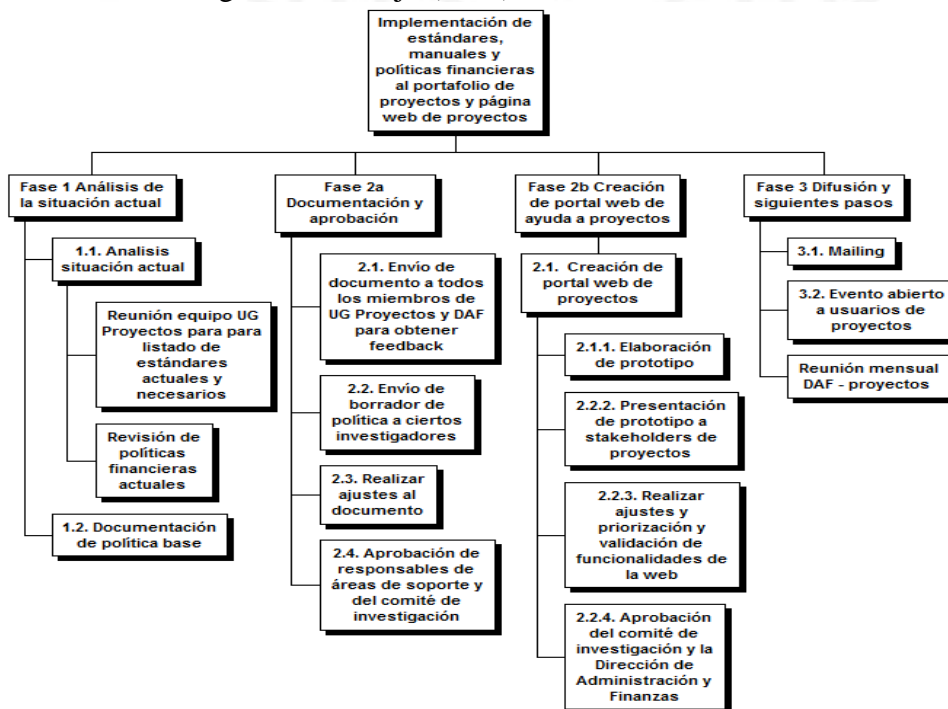 Implementación de
estándares,
manuales y
políticas financieras
al portafolio de
proyectos y página
web de proyectos
Fase 1 Análisis de
la situación actual
1.1. Analisis
situación actual
Reunión equipo UG
Proyectos para para
listado de
estándares
actuales y
necesarios
Revisión de
políticas
financieras
actuales
1.2. Documentación
de política base
Fase 2a
Documentación y
aprobación
2.1. Envío de
documento a todos
los miembros de
UG Proyectos y DAF
para obtener
feedback
2.2. Envío de
borrador de
política a ciertos
investigadores
2.3. Realizar
ajustes al
documento
2.4. Aprobación de
responsables de
áreas de soporte y
del comité de
investigación
Fase 2b Creación
de portal web de
ayuda a proyectos
2.1. Creación de
portal web de
proyectos
2.1.1. Elaboración
de prototipo
2.2.2. Presentación
de prototipo a
stakeholders de
proyectos
2.2.3. Realizar
ajustes y
priorización y
validación de
funcionalidades de
la web
2.2.4. Aprobación
del comité de
investigación y la
Dirección de
Administración y
Finanzas
Fase 3 Difusión y
siguientes pasos
3.1. Mailing
3.2. Evento abierto
a usuarios de
proyectos
Reunión mensual
DAF - proyectos